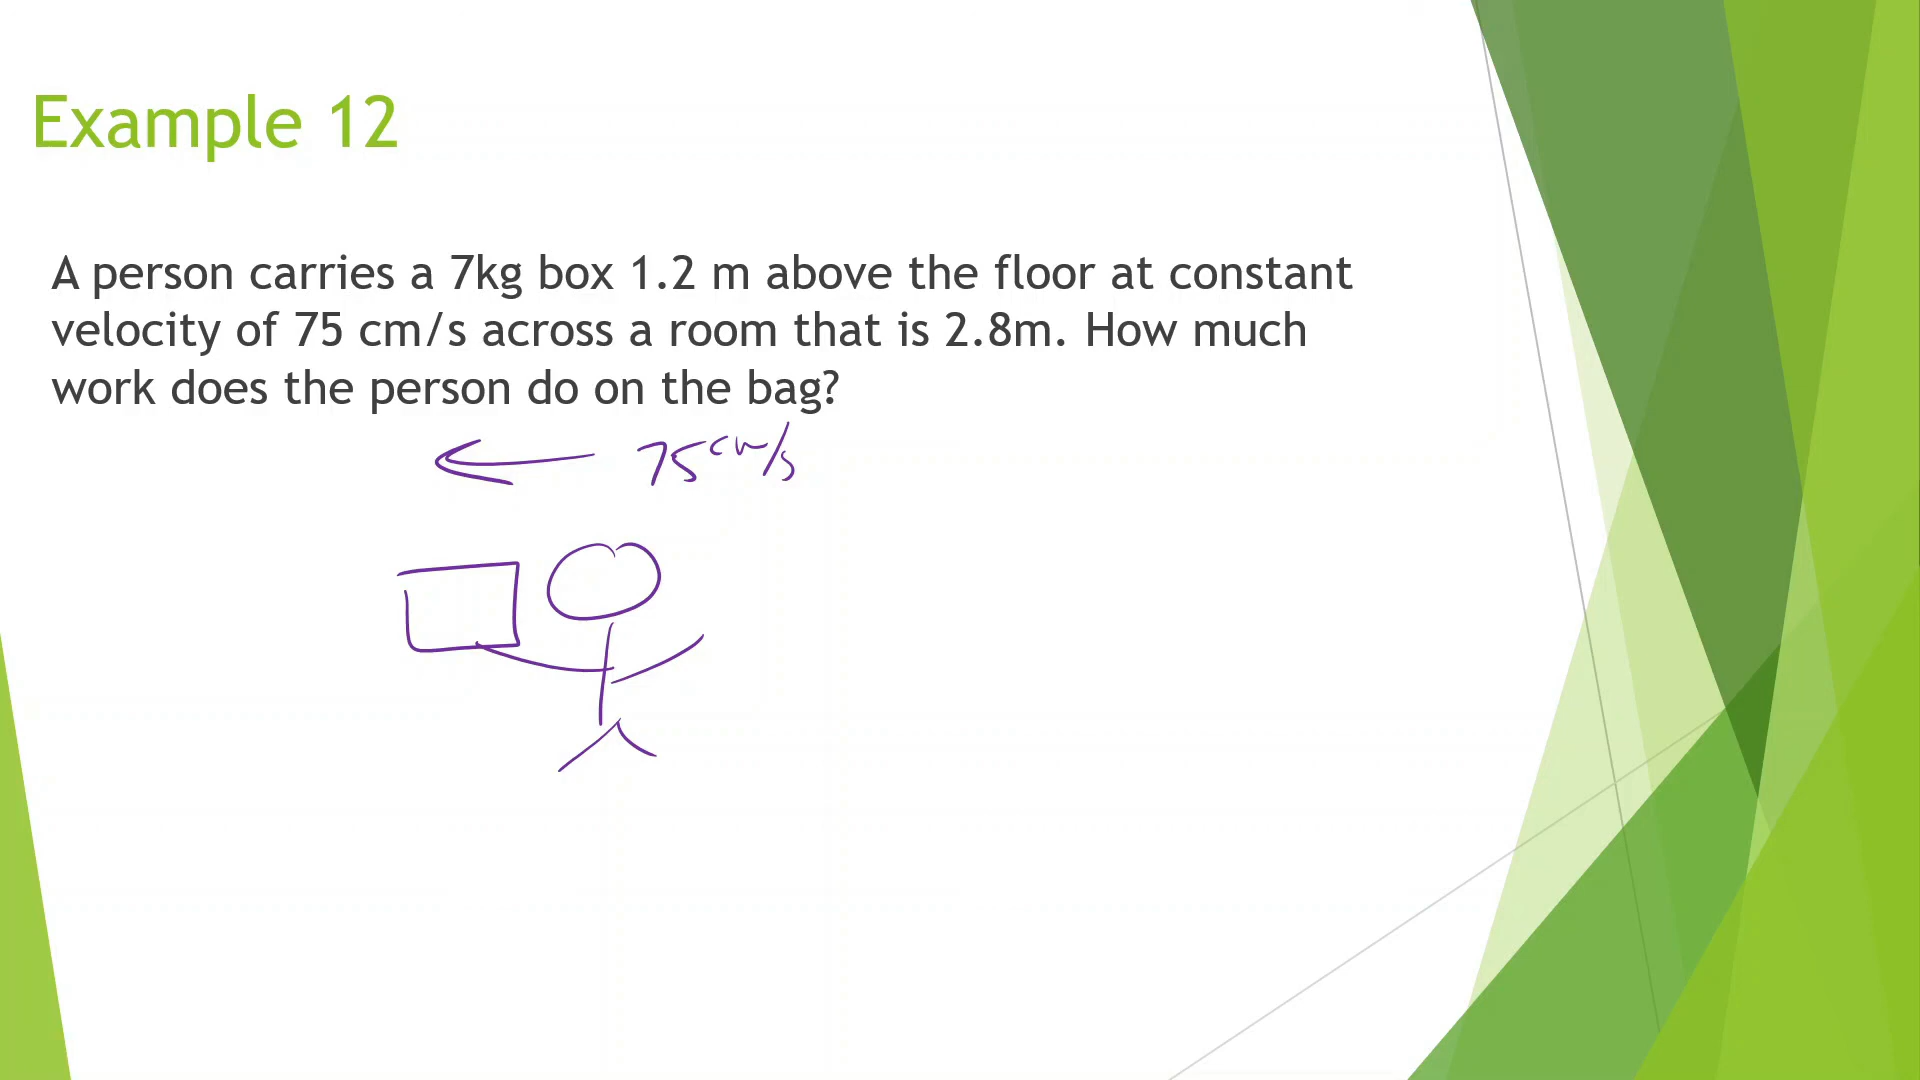 Example 12
A person carries a 7kg box 1.2 m above the floor at constant
velocity of 75 cm/s across a room that is 2.8m. How much
work does the person do on the bag?
75 cm/s